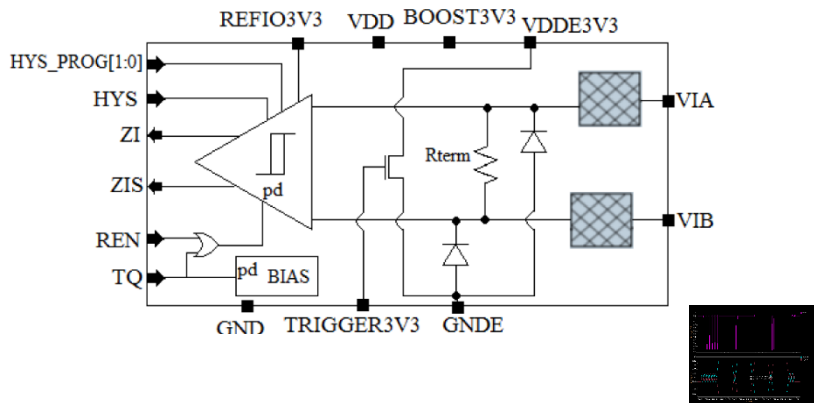 REFIO3V3
VDD
BOOST3V3
VDDE3V3
HYS_PROG[1:0]
HYS
VIA
ZI
Rterm
ZIS
pd
VIB
REN
TQ
pd
BIAS
GND
TRIGGER3V3
GNDE